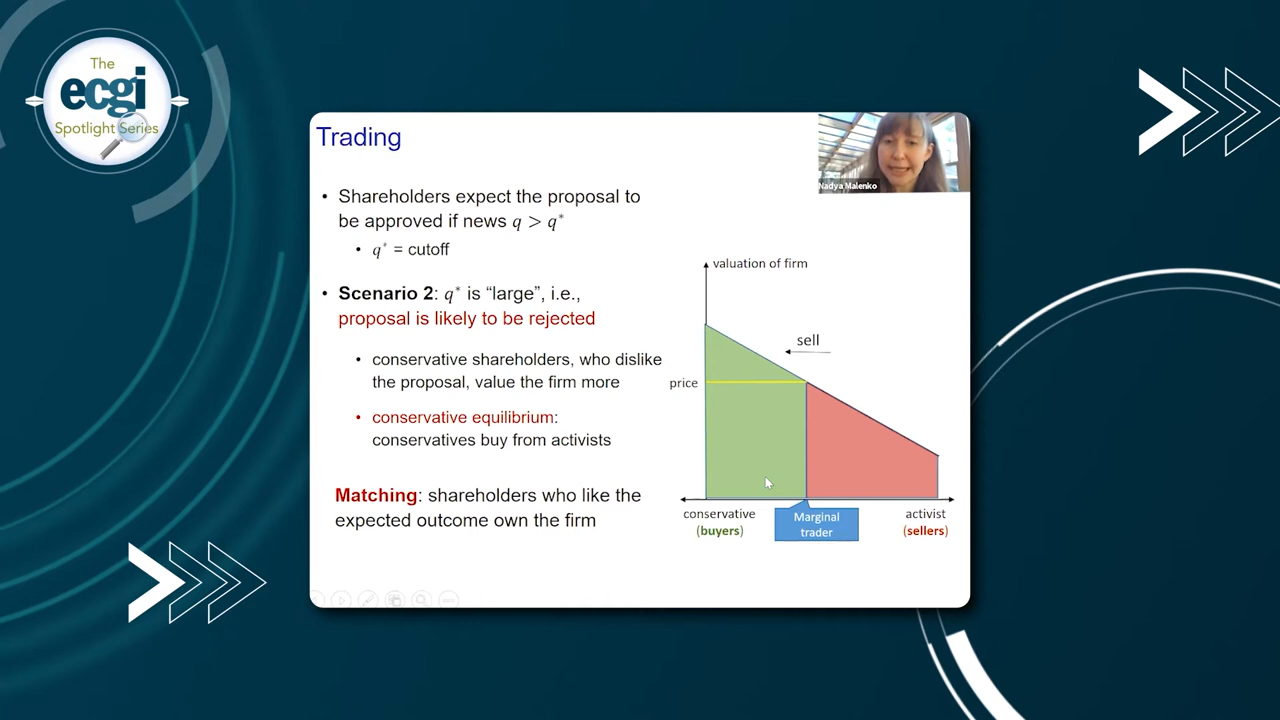 The
ecgi
Spotlight Series
Trading
Nadya Malenko
• Shareholders expect the proposal to
be approved if news q > q*
• q* = cutoff
• Scenario 2: q* is “large”, i.e.,
proposal is likely to be rejected
• conservative shareholders, who dislike
the proposal, value the firm more
• conservative equilibrium:
conservatives buy from activists
Matching: shareholders who like the
expected outcome own the firm
valuation of firm
sell
price
conservative
(buyers)
Marginal
trader
activist
(sellers)